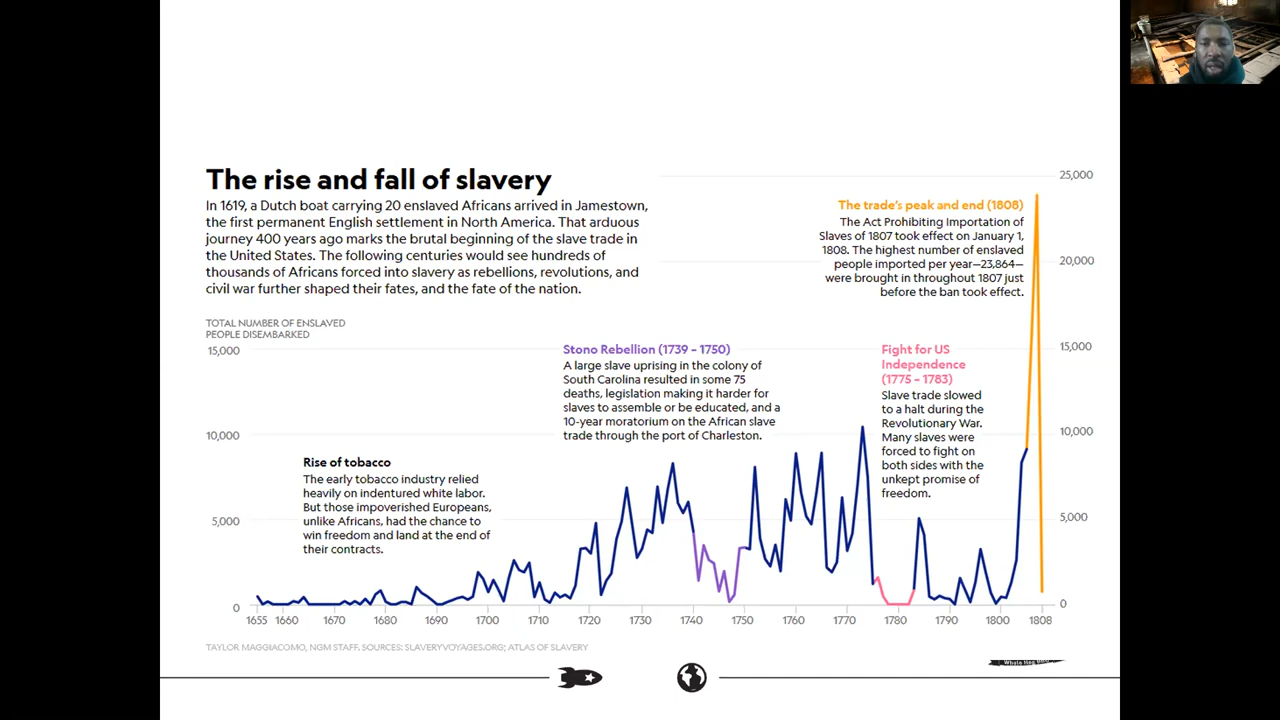 The rise and fall of slavery
In 1619, a Dutch boat carrying 20 enslaved Africans arrived in Jamestown,
the first permanent English settlement in North America. That arduous
journey 400 years ago marks the brutal beginning of the slave trade in
the United States. The following centuries would see hundreds of
thousands of Africans forced into slavery as rebellions, revolutions, and
civil war further shaped their fates, and the fate of the nation.
TOTAL NUMBER OF ENSLAVED
PEOPLE DISEMBARKED
15,000
10,000
5,000
0
Rise of tobacco
The early tobacco industry relied
heavily on indentured white labor.
But those impoverished Europeans,
unlike Africans, had the chance to
win freedom and land at the end of
their contracts.
Stono Rebellion (1739 - 1750)
A large slave uprising in the colony of
South Carolina resulted in some 75
deaths, legislation making it harder for
slaves to assemble or be educated, and a
10-year moratorium on the African slave
trade through the port of Charleston.
The trade's peak and end (1808)
The Act Prohibiting Importation of
Slaves of 1807 took effect on January 1,
1808. The highest number of enslaved
people imported per year—23,864—
were brought in throughout 1807 just
before the ban took effect.
Fight for US
Independence
(1775 - 1783)
Slave trade slowed
to a halt during the
Revolutionary War.
Many slaves were
forced to fight on
both sides with the
unkept promise of
freedom.
25,000
20,000
15,000
10,000
5,000
0
1655 1660 1670 1680 1690 1700 1710 1720 1730 1740 1750 1760 1770 1780 1790 1800 1808
TAYLOR MAGGIACOMO, NGM STAFF. SOURCES: SLAVERYVOYAGES.ORG; ATLAS OF SLAVERY